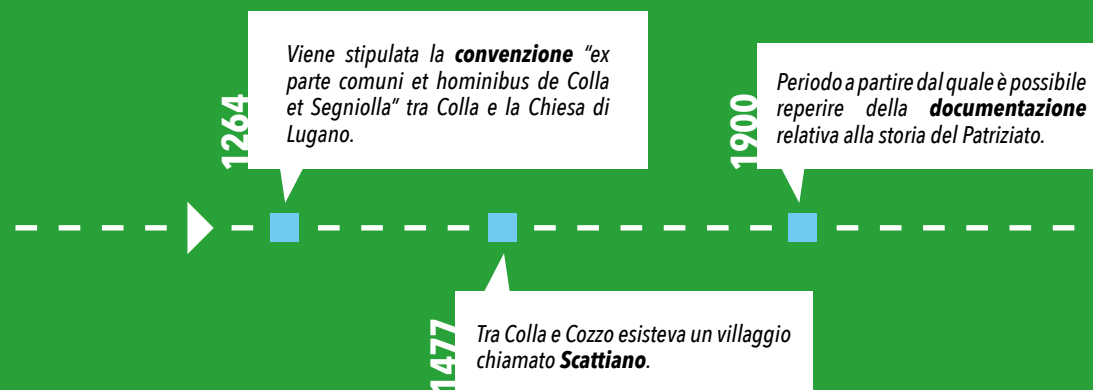 1264
Viene stipulata la convenzione “ex
parte comuni et hominibus de Colla
et Segniolla” tra Colla e la Chiesa di
Lugano.
1477
Tra Colla e Cozzo esisteva un villaggio
chiamato Scattiano.
1900
Periodo a partire dal quale è possibile
reperire della documentazione
relativa alla storia del Patriziato.